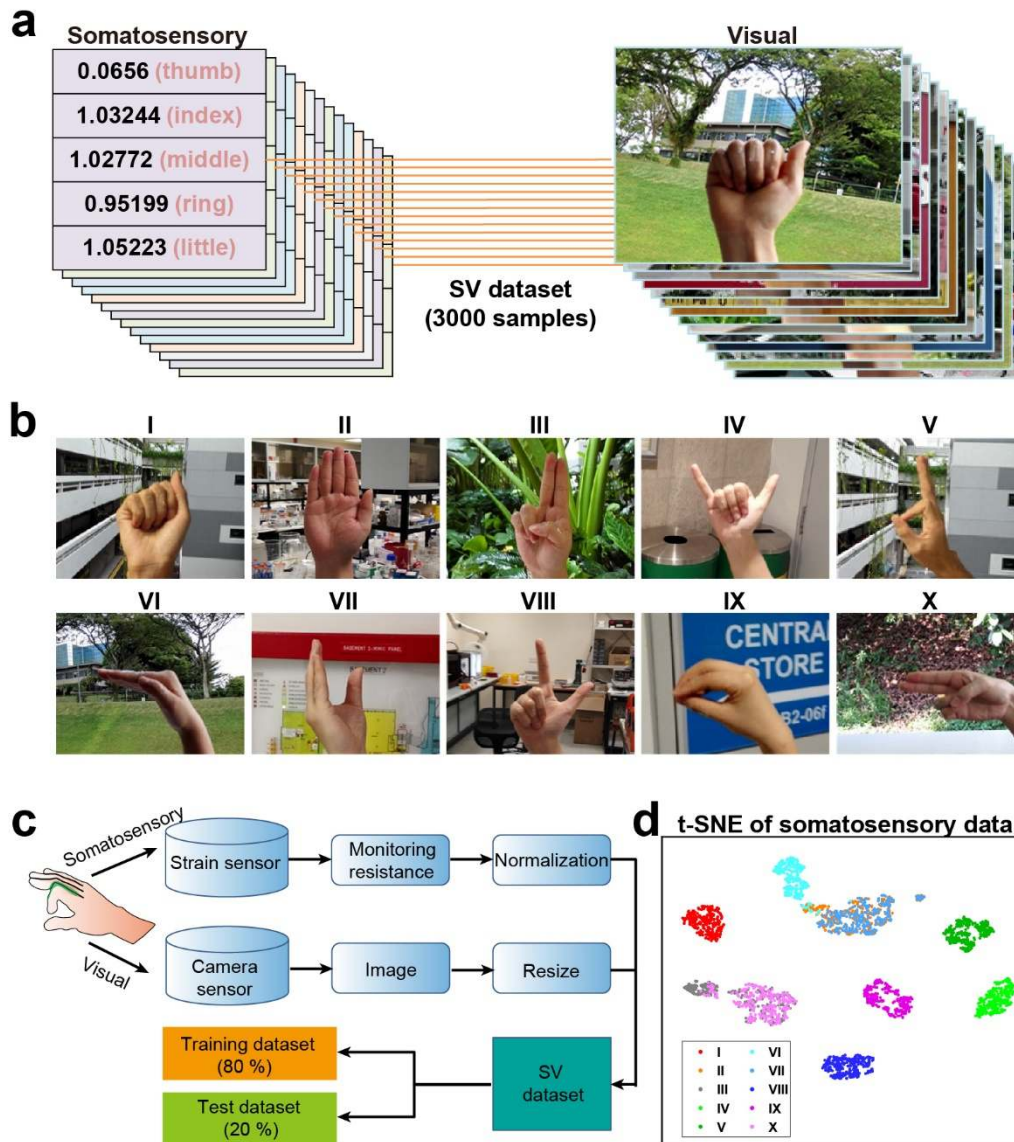 a
Somatosensory
Visual
0.0656 (thumb)
1.03244 (index)
1.02772 (middle)
0.95199 (ring)
1.05223 (little)
SV dataset
(3000 samples)
b
I II III IV V
VI VII VIII IX X
CENTRA
STORE
B2-06f
c
Somatosensory
Strain sensor
Monitoring
resistance
Normalization
Visual
Camera
sensor
Image
Resize
Training dataset
(80 %)
Test dataset
(20 %)
SV
dataset
d
t-SNE of somatosensory data
I VI
II VII
III VIII
IV IX
V X